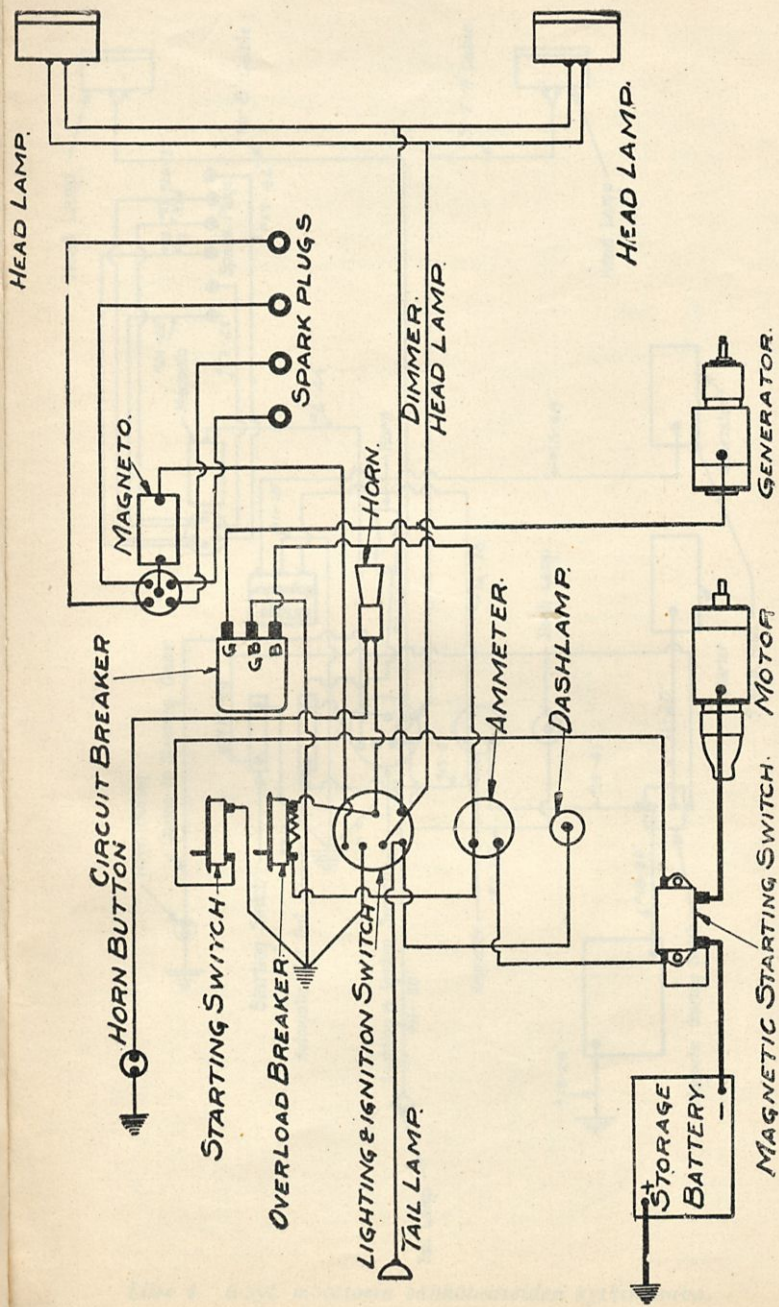 HEAD LAMP.
HEAD LAMP.
SPARK PLUGS
MAGNETO.
DIMMER.
HEAD LAMP.
HORN.
CIRCUIT BREAKER
G
GB
B
HORN BUTTON
STARTING SWITCH
OVERLOAD BREAKER.
LIGHTING & IGNITION SWITCH
TAIL LAMP.
AMMETER.
DASHLAMP.
GENERATOR.
MOTOR
MAGNETIC STARTING SWITCH.
+
STORAGE
BATTERY.
-